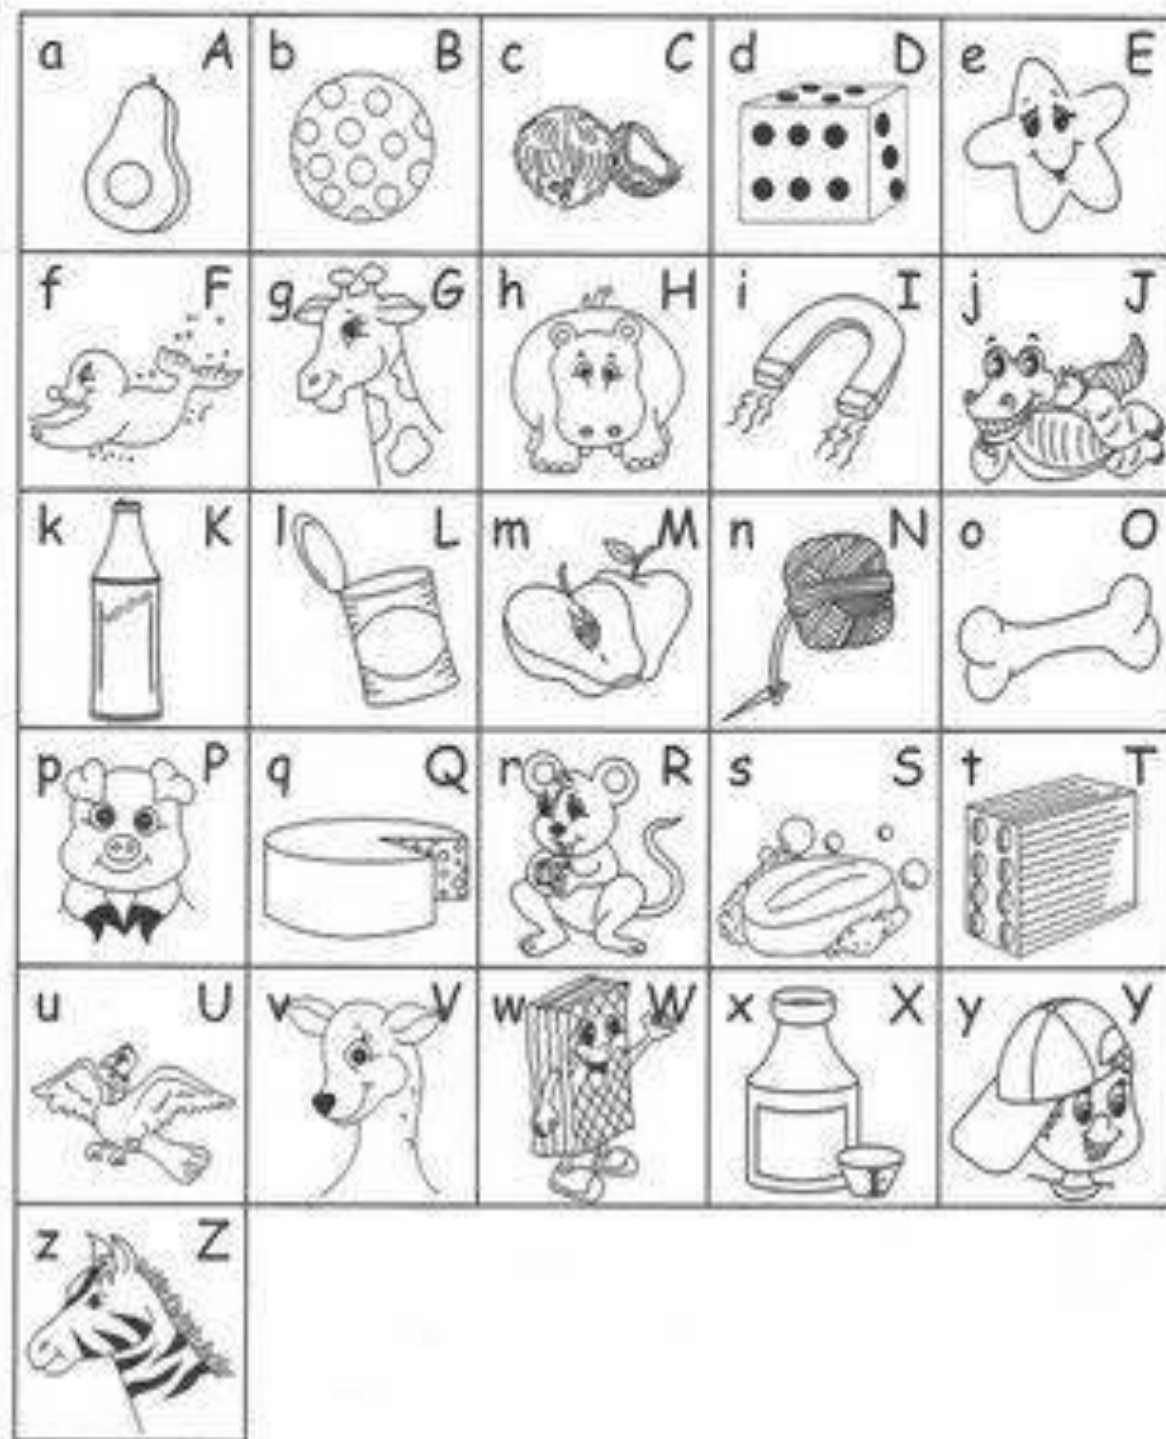 a A b B c C d D e E
f F g G h H i I j J
k K l L m M n N o O
p P q Q r R s S t T
u U v V w W x X y Y
z Z